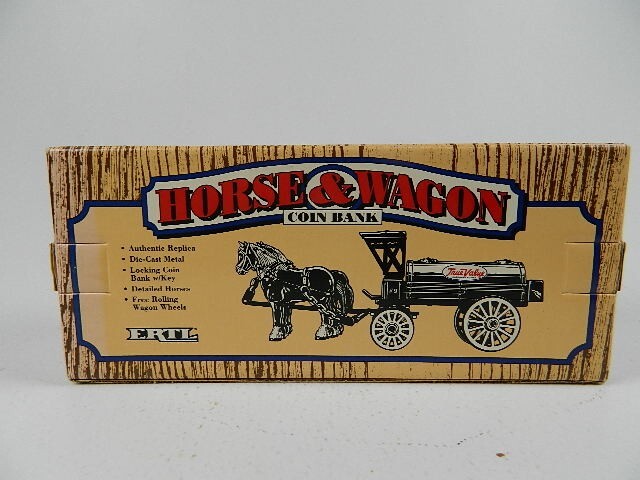 HORSE & WAGON
COIN BANK
• Authentic Replica
• Die-Cast Metal
• Locking Coin
Bank w/Key
• Detailed Horses
• Free Rolling
Wagon Wheels
ERTL
True Value